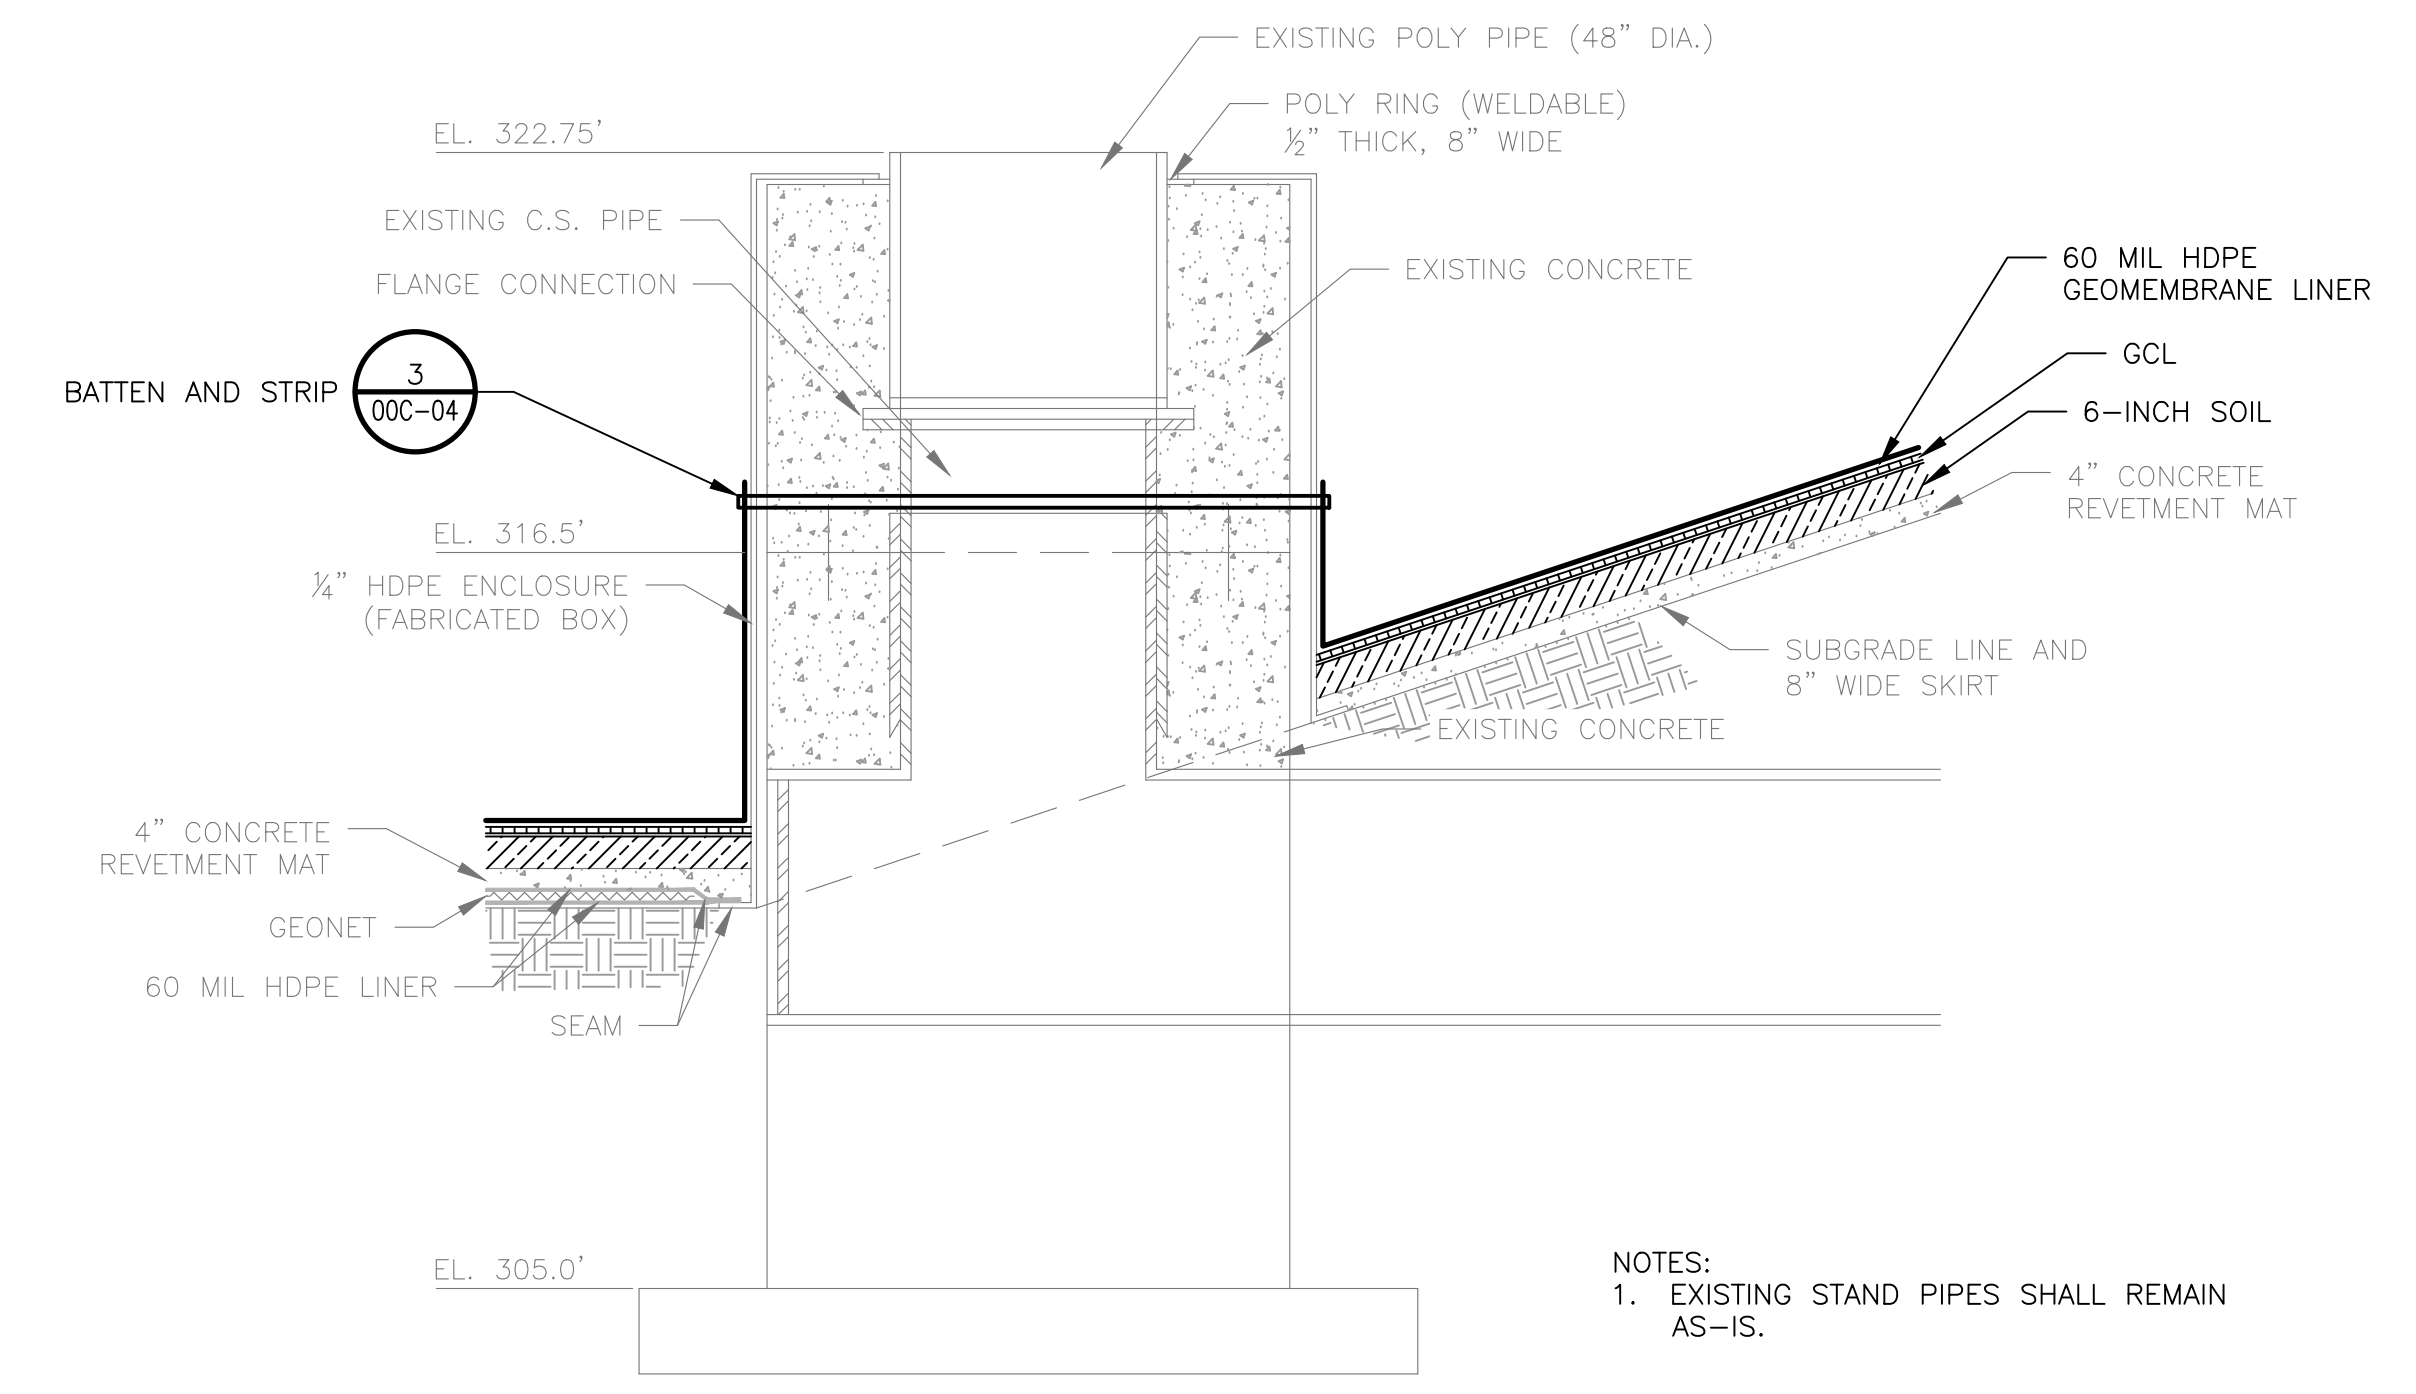 EXISTING POLY PIPE (48" DIA.)
POLY RING (WELDABLE)
½" THICK, 8" WIDE
EL. 322.75'
EXISTING C.S. PIPE
FLANGE CONNECTION
EXISTING CONCRETE
60 MIL HDPE
GEOMEMBRANE LINER
GCL
6-INCH SOIL
BATTEN AND STRIP
3
00C-04
4" CONCRETE
REVETMENT MAT
EL. 316.5'
¼" HDPE ENCLOSURE
(FABRICATED BOX)
SUBGRADE LINE AND
8" WIDE SKIRT
EXISTING CONCRETE
4" CONCRETE
REVETMENT MAT
GEONET
60 MIL HDPE LINER
SEAM
EL. 305.0'
NOTES:
1. EXISTING STAND PIPES SHALL REMAIN
AS-IS.